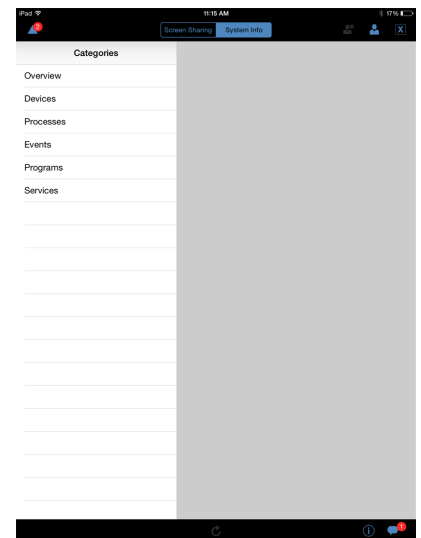 iPad 11:15 AM 17%
2 Screen Sharing System Info X
Categories
Overview
Devices
Processes
Events
Programs
Services
1